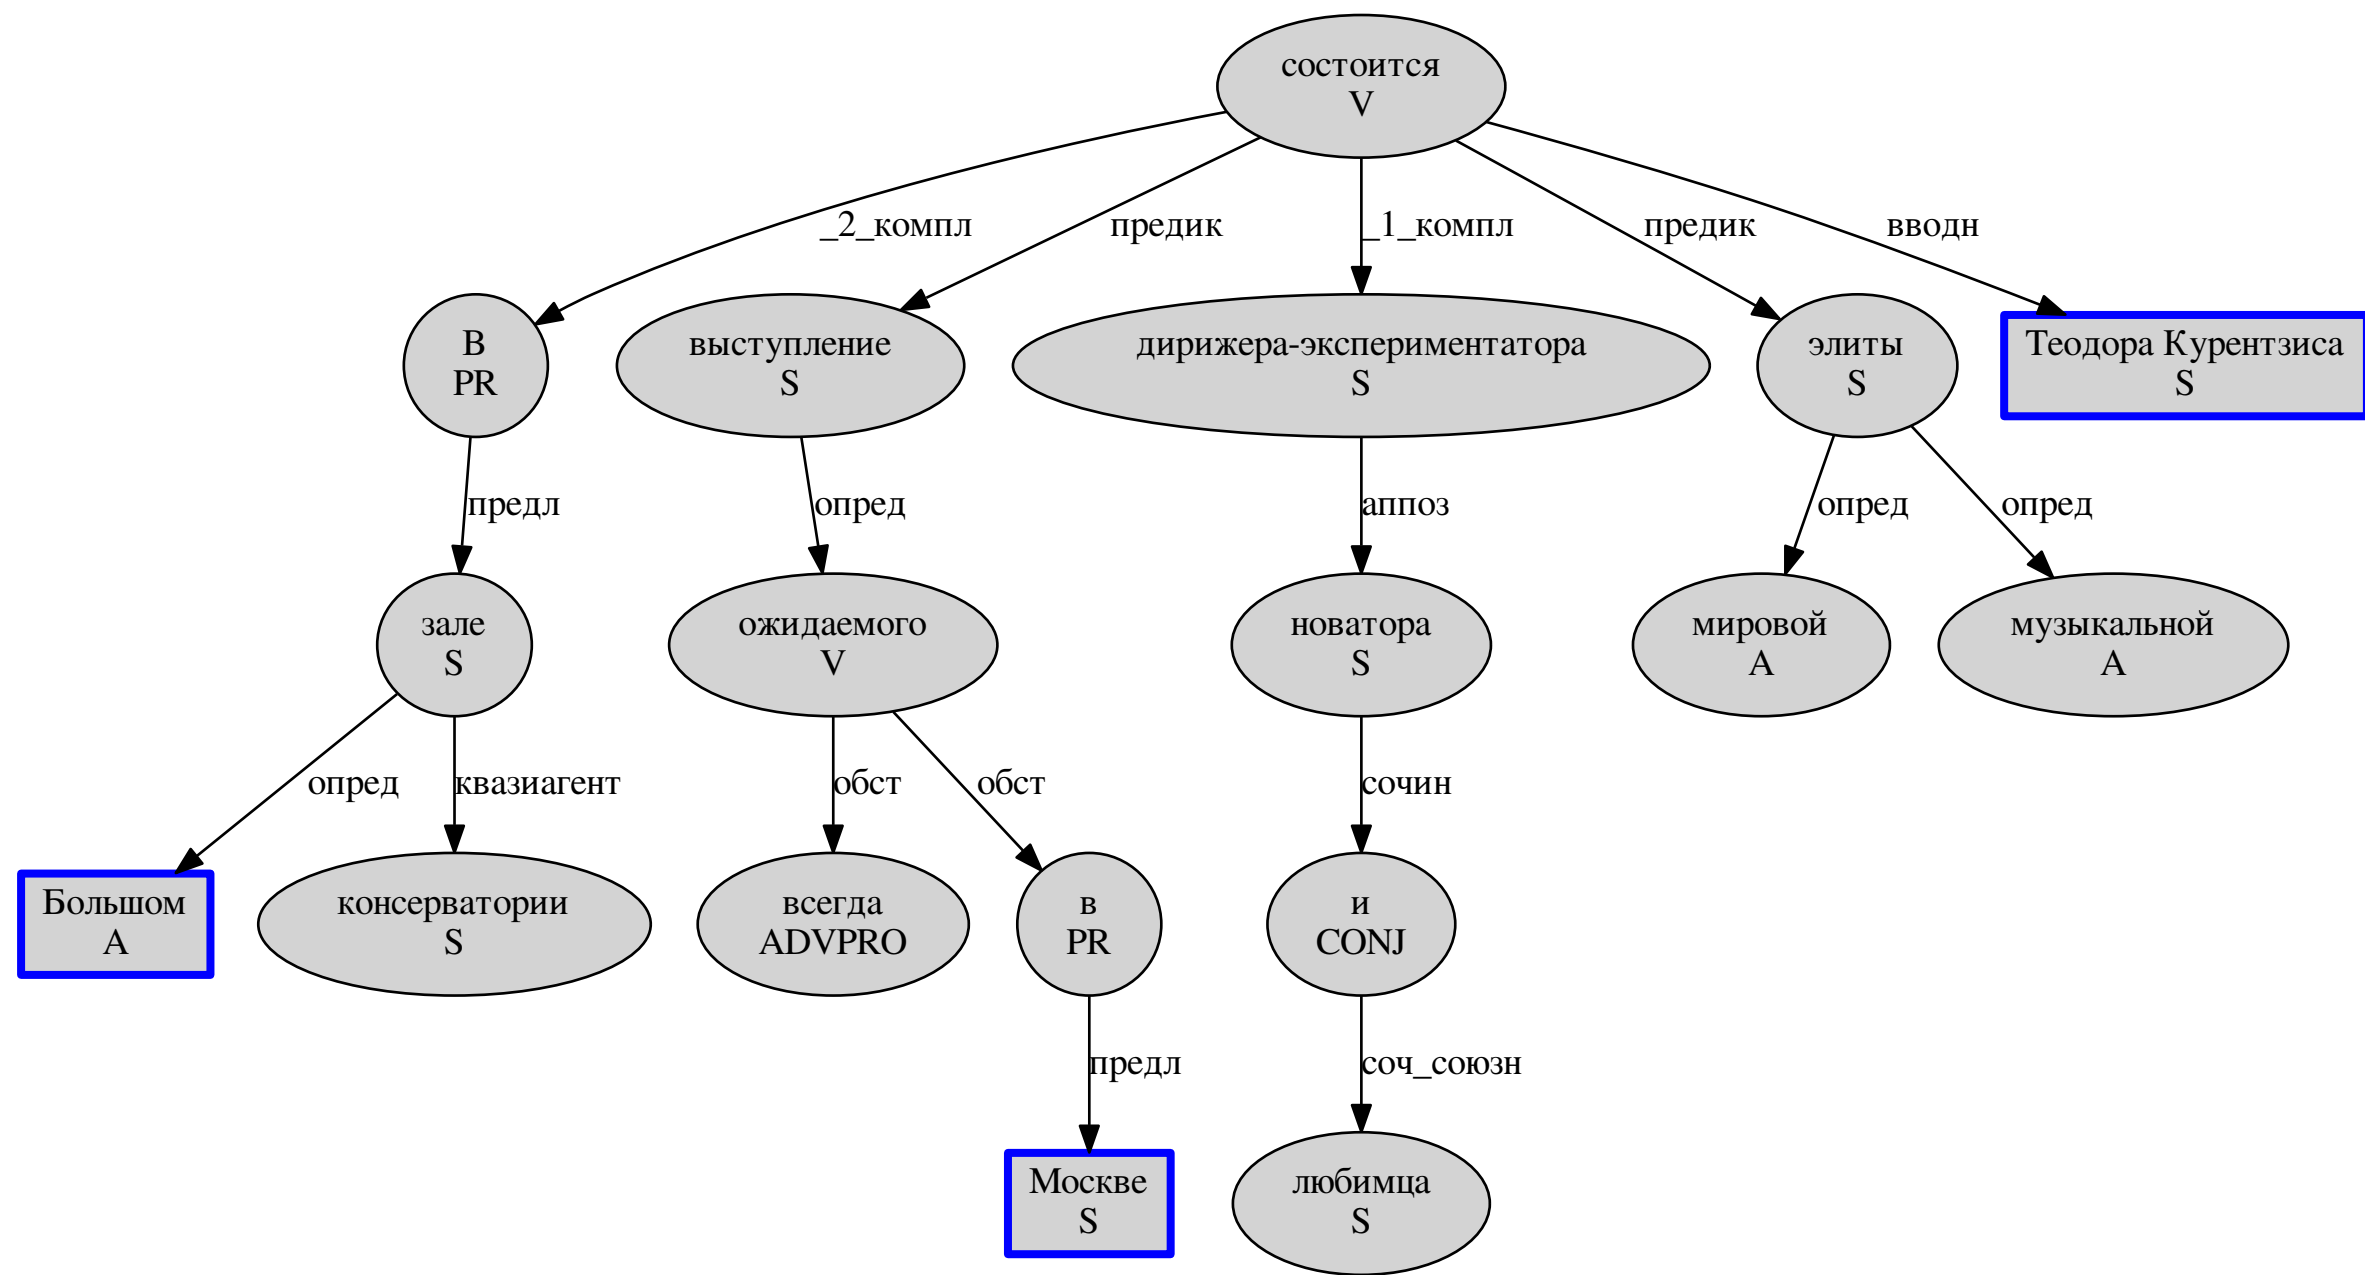 состоится
V
_2_компл
предик
_1_компл
предик
вводн
В
PR
выступление
S
дирижера-экспериментатора
S
элиты
S
Теодора Курентзиса
S
предл
опред
аппоз
опред
опред
зале
S
ожидаемого
V
новатора
S
мировой
A
музыкальной
A
опред
квазиагент
обст
обст
сочин
Большом
A
консерватории
S
всегда
ADVPRO
в
PR
и
CONJ
предл
соч_союзн
Москве
S
любимца
S